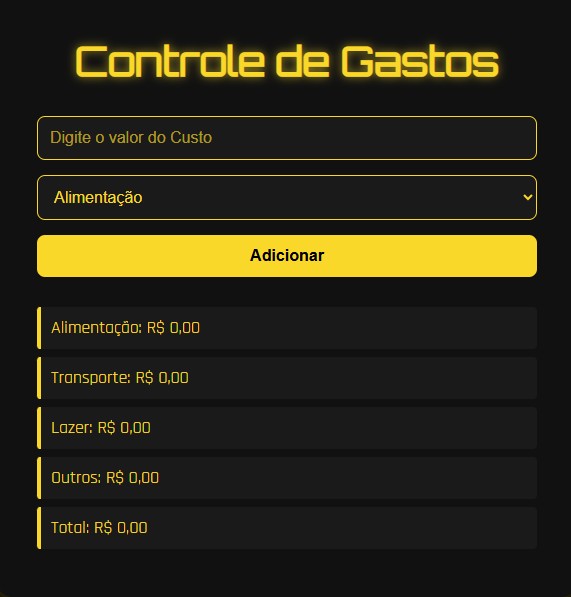 Controle de Gastos
Digite o valor do Custo
Alimentação
Adicionar
Alimentação: R$ 0,00
Transporte: R$ 0,00
Lazer: R$ 0,00
Outros: R$ 0,00
Total: R$ 0,00